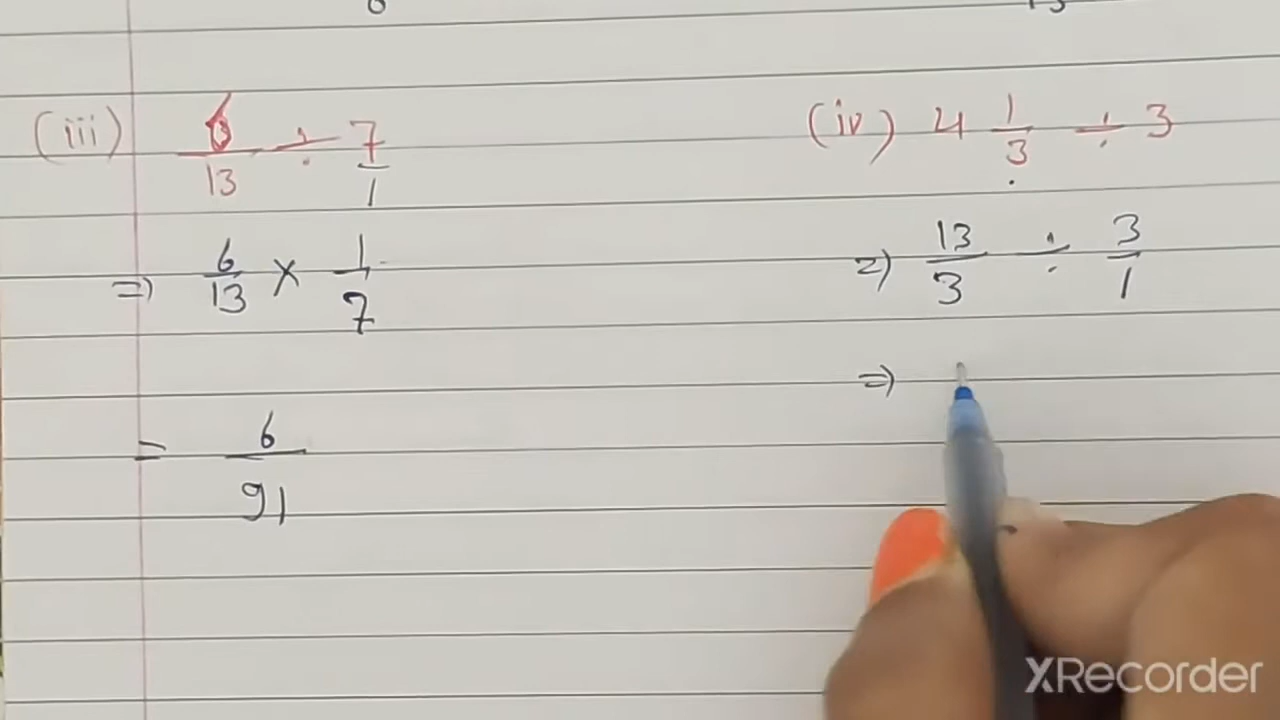 (iii) 6/13 ÷ 7/1
=) 6/13 × 1/7
= 6/91
(iv) 4 1/3 ÷ 3
=) 13/3 ÷ 3/1
=)
XRecorder